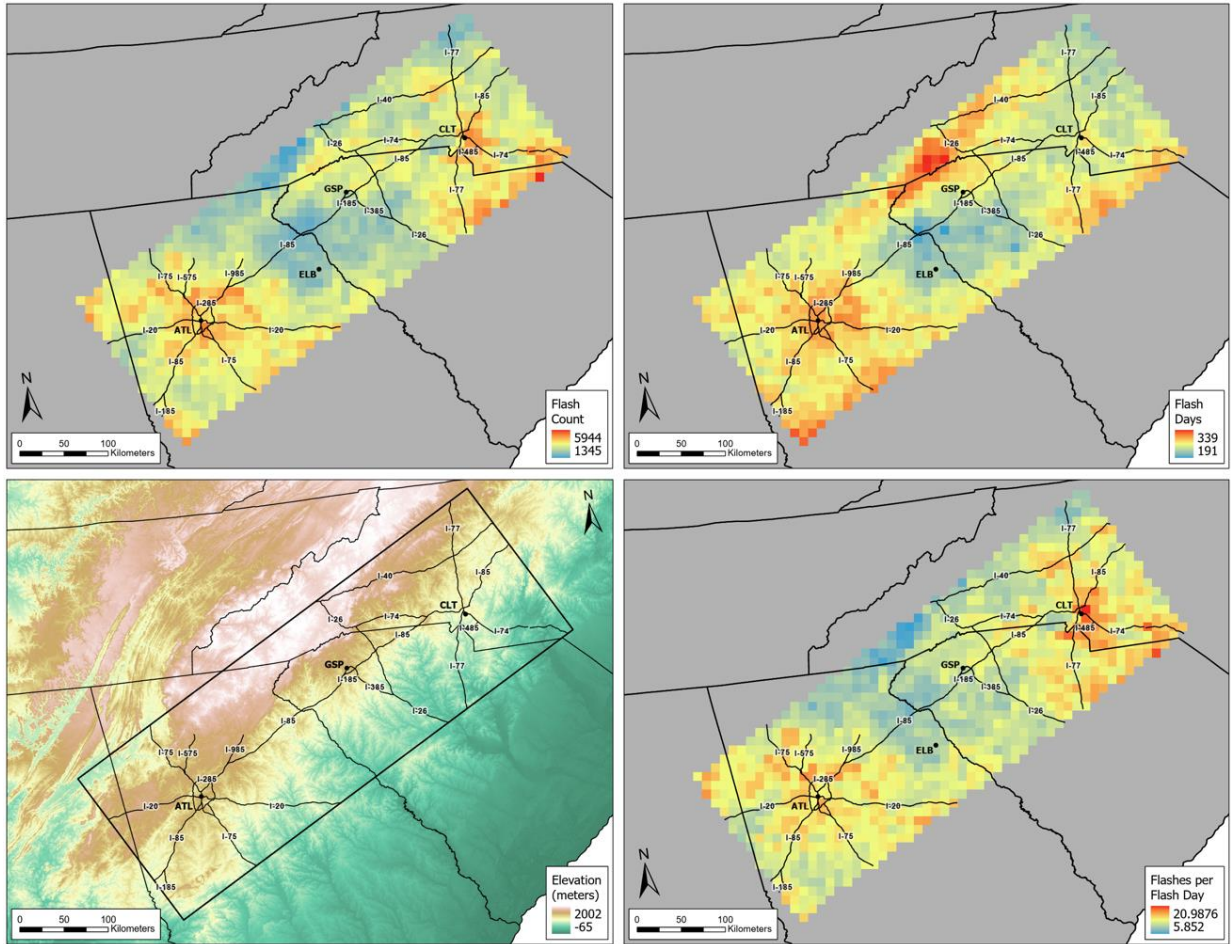 I-77
I-40
I-85
CLT
I-26
I-74
I-485
I-74
I-85
GSP
I-77
I-185
I-385
I-26
I-85
ELB
I-75
I-575
I-985
I-285
I-20
ATL
I-20
I-85
I-75
I-185
N
0 50 100
Kilometers
Flash
Count
5944
1345
I-77
I-40
I-85
CLT
I-26
I-74
I-485
I-74
I-85
GSP
I-77
I-185
I-385
I-26
I-85
ELB
I-75
I-575
I-985
I-285
I-20
ATL
I-20
I-85
I-75
I-185
N
0 50 100
Kilometers
Flash
Days
339
191
N
I-77
I-40
I-85
CLT
I-26
I-74
I-485
I-74
I-85
GSP
I-77
I-185
I-385
I-26
I-85
I-75
I-575
I-985
I-285
I-20
ATL
I-20
I-85
I-75
I-185
0 50 100
Kilometers
Elevation
(meters)
2002
-65
I-77
I-40
I-85
CLT
I-26
I-74
I-485
I-74
I-85
GSP
I-77
I-185
I-385
I-26
I-85
ELB
I-75
I-575
I-985
I-285
I-20
ATL
I-20
I-85
I-75
I-185
N
0 50 100
Kilometers
Flashes per
Flash Day
20.9876
5.852